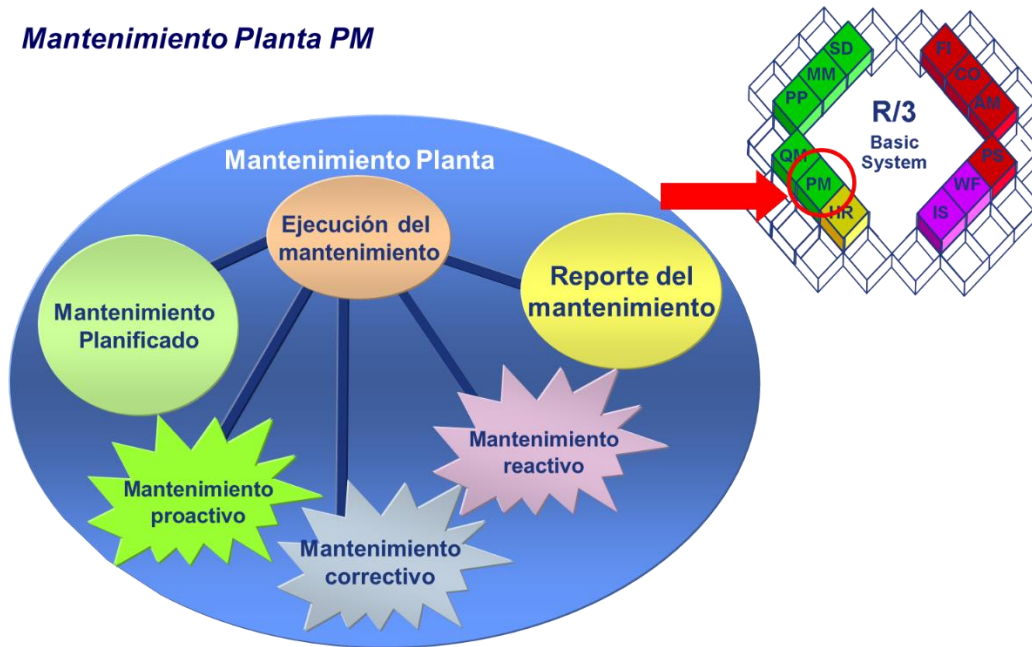 Mantenimiento Planta PM
SD
MM
PP
QM
PM
HR
FI
CO
AM
PS
WF
IS
R/3
Basic
System
Mantenimiento Planta
Ejecución del
mantenimiento
Reporte del
mantenimiento
Mantenimiento
Planificado
Mantenimiento
reactivo
Mantenimiento
proactivo
Mantenimiento
correctivo